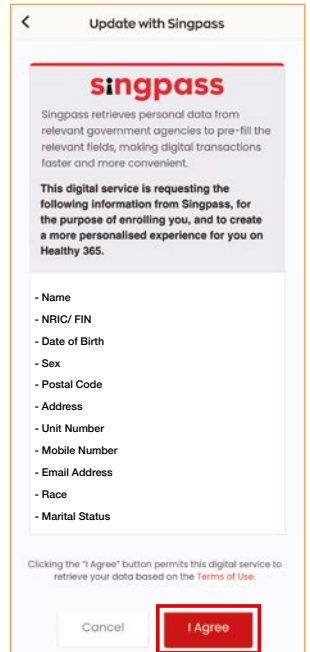 Update with Singpass
singpass
Singpass retrieves personal data from
relevant government agencies to pre-fill the
relevant fields, making digital transactions
faster and more convenient.
This digital service is requesting the
following information from Singpass, for
the purpose of enrolling you, and to create
a more personalised experience for you on
Healthy 365.
- Name
- NRIC/ FIN
- Date of Birth
- Sex
- Postal Code
- Address
- Unit Number
- Mobile Number
- Email Address
- Race
- Marital Status
Clicking the "I Agree" button permits this digital service to
retrieve your data based on the Terms of Use.
Cancel
I Agree